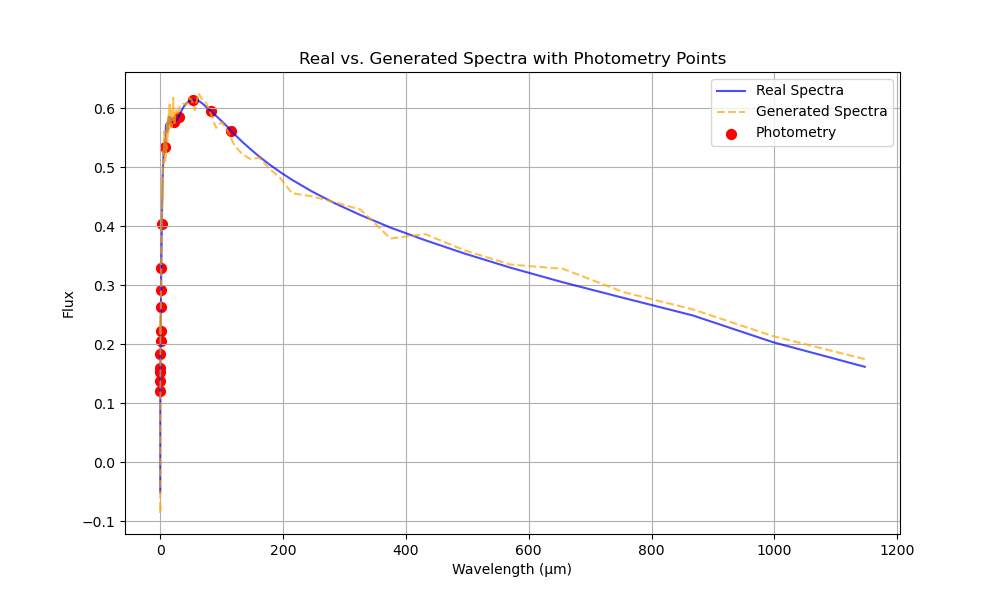 Real vs. Generated Spectra with Photometry Points
Real Spectra
Generated Spectra
Photometry
Flux
0.6
0.5
0.4
0.3
0.2
0.1
0.0
−0.1
0 200 400 600 800 1000 1200
Wavelength (μm)